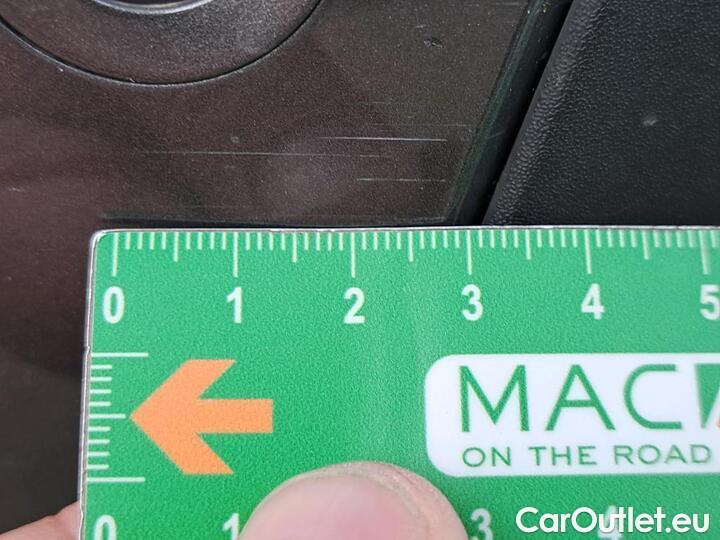 0 1 2 3 4 5
MAC
ON THE ROAD
0 1 3 4
CarOutlet.eu